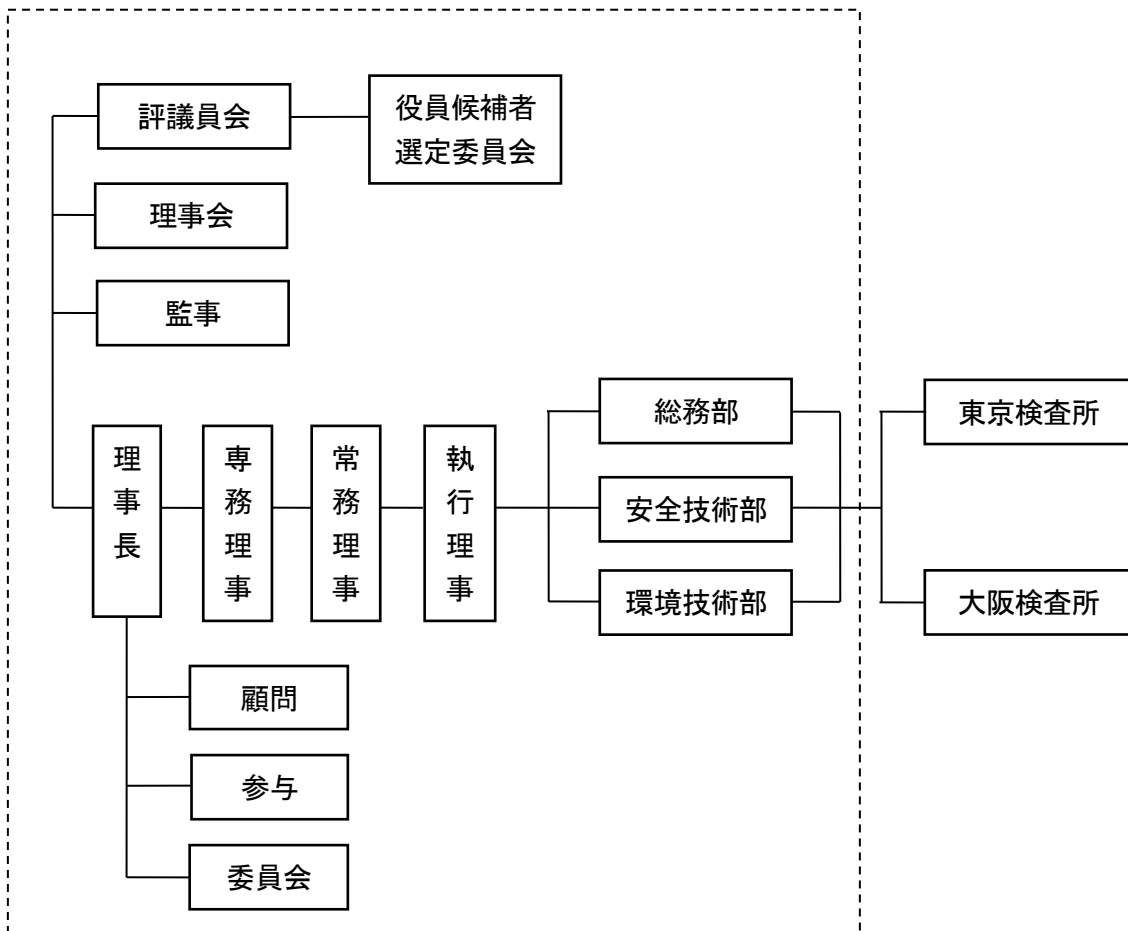 評議員会
役員候補者
選定委員会
理事会
監事
理事長
専務理事
常務理事
執行理事
総務部
安全技術部
環境技術部
東京検査所
大阪検査所
顧問
参与
委員会